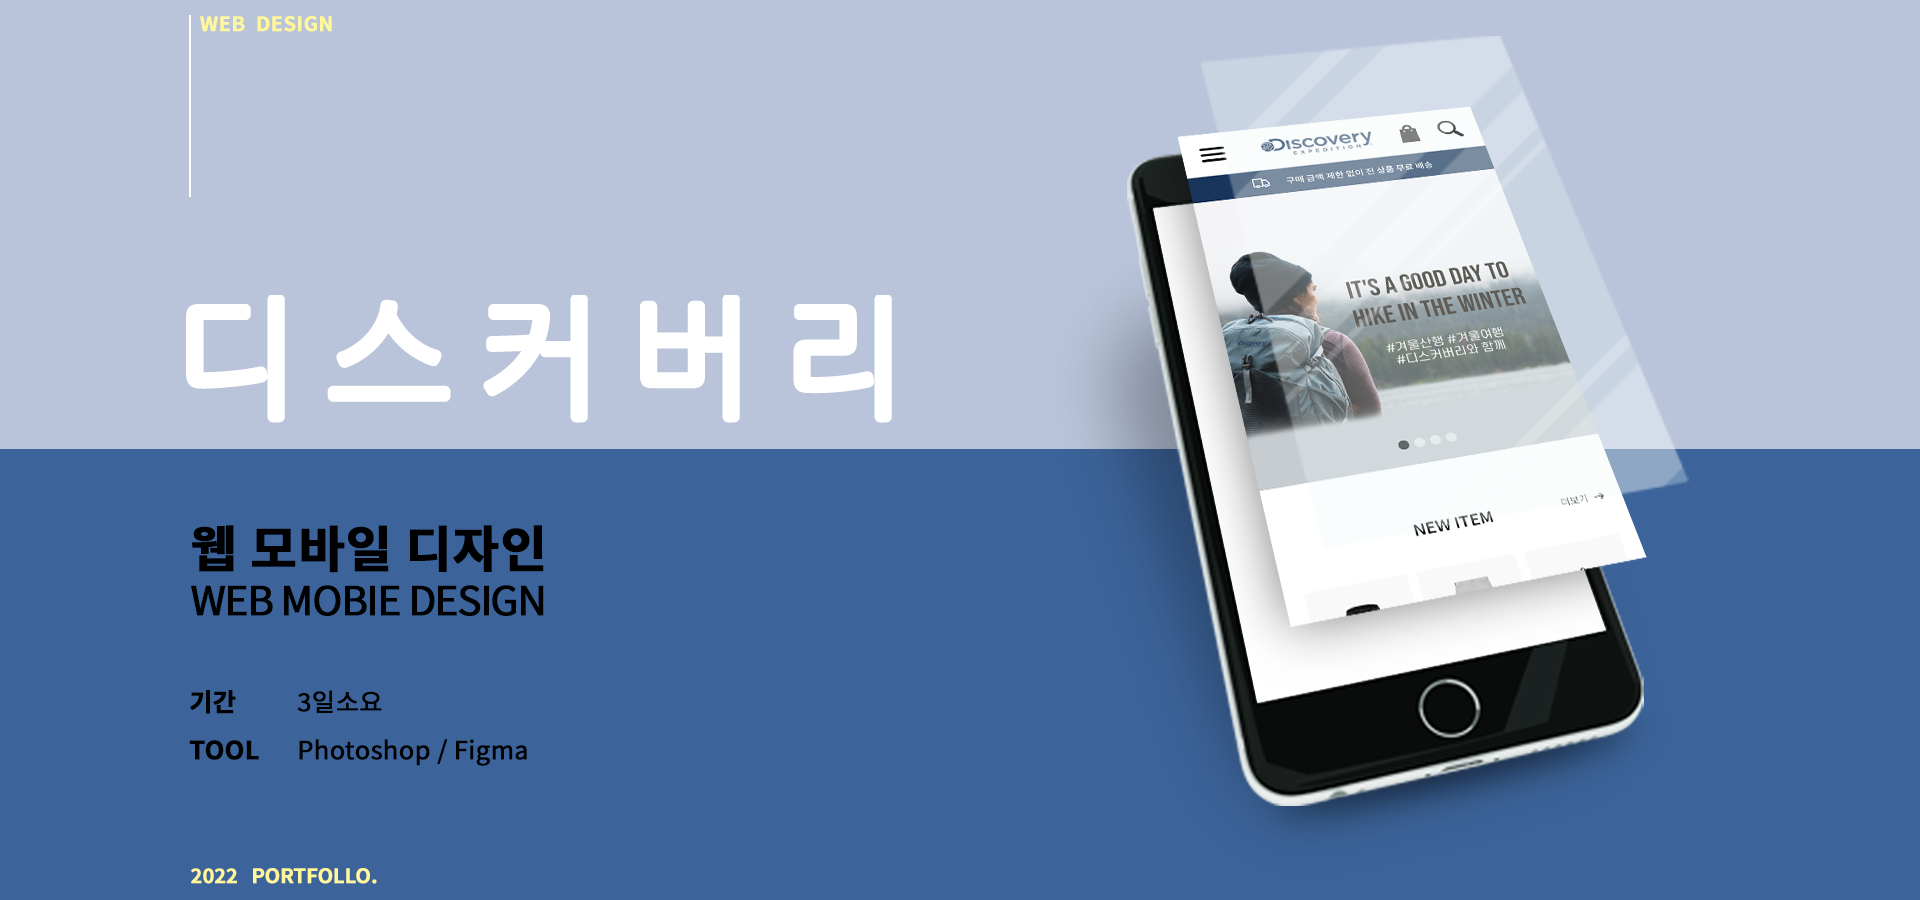 WEB DESIGN
디스커버리
웹 모바일 디자인
WEB MOBIE DESIGN
기간 3일소요
TOOL Photoshop / Figma
2022 PORTFOLLO.
Discovery
EXPEDITION
구매 금액 제한 없이 전 상품 무료 배송
IT'S A GOOD DAY TO
HIKE IN THE WINTER
#겨울산행 #겨울여행
#디스커버리와 함께
더보기 →
NEW ITEM